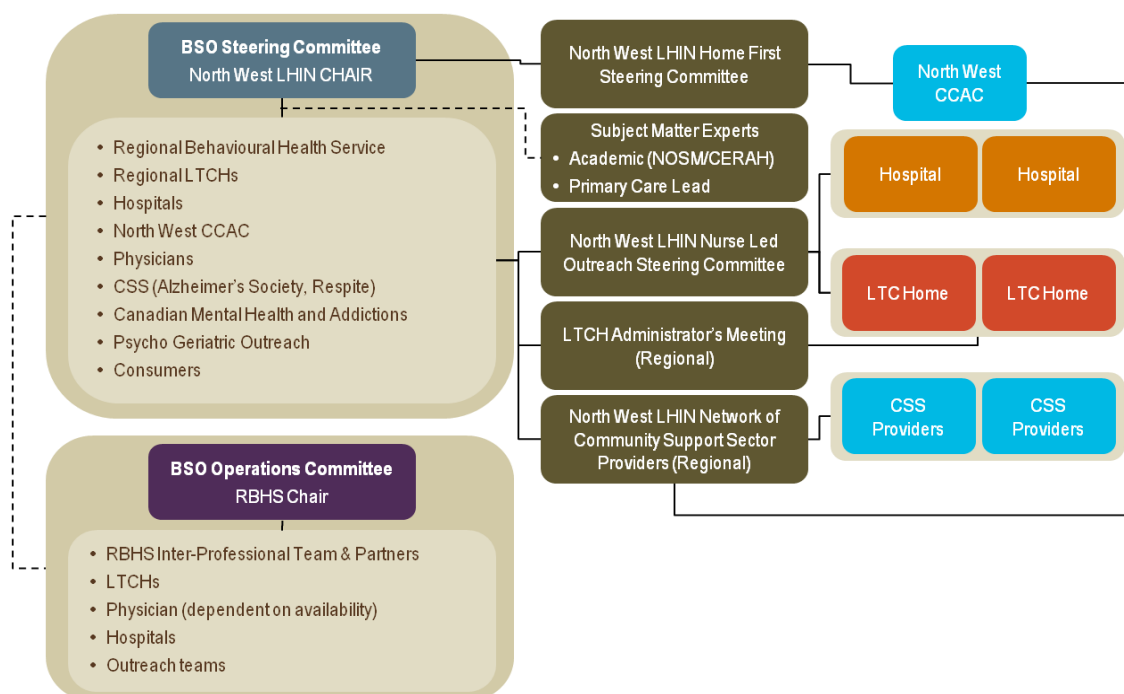 BSO Steering Committee
North West LHIN CHAIR
• Regional Behavioural Health Service
• Regional LTCHs
• Hospitals
• North West CCAC
• Physicians
• CSS (Alzheimer's Society, Respite)
• Canadian Mental Health and Addictions
• Psycho Geriatric Outreach
• Consumers
BSO Operations Committee
RBHS Chair
• RBHS Inter-Professional Team & Partners
• LTCHs
• Physician (dependent on availability)
• Hospitals
• Outreach teams
North West LHIN Home First
Steering Committee
Subject Matter Experts
• Academic (NOSM/CERAH)
• Primary Care Lead
North West LHIN Nurse Led
Outreach Steering Committee
LTCH Administrator's Meeting
(Regional)
North West LHIN Network of
Community Support Sector
Providers (Regional)
North West
CCAC
Hospital
Hospital
LTC Home
LTC Home
CSS
Providers
CSS
Providers